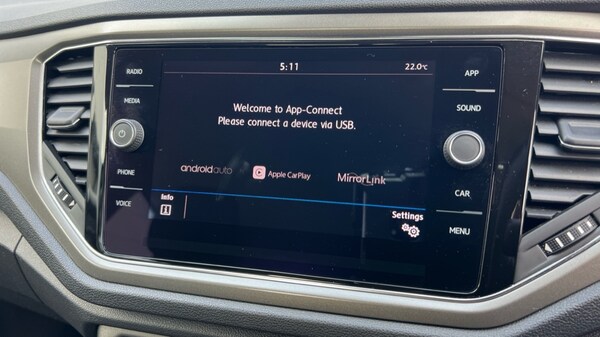 5:11
22.0°C
RADIO
MEDIA
PHONE
VOICE
Welcome to App-Connect
Please connect a device via USB.
androidauto
Apple CarPlay
MirrorLink
Info
Settings
APP
SOUND
CAR
MENU